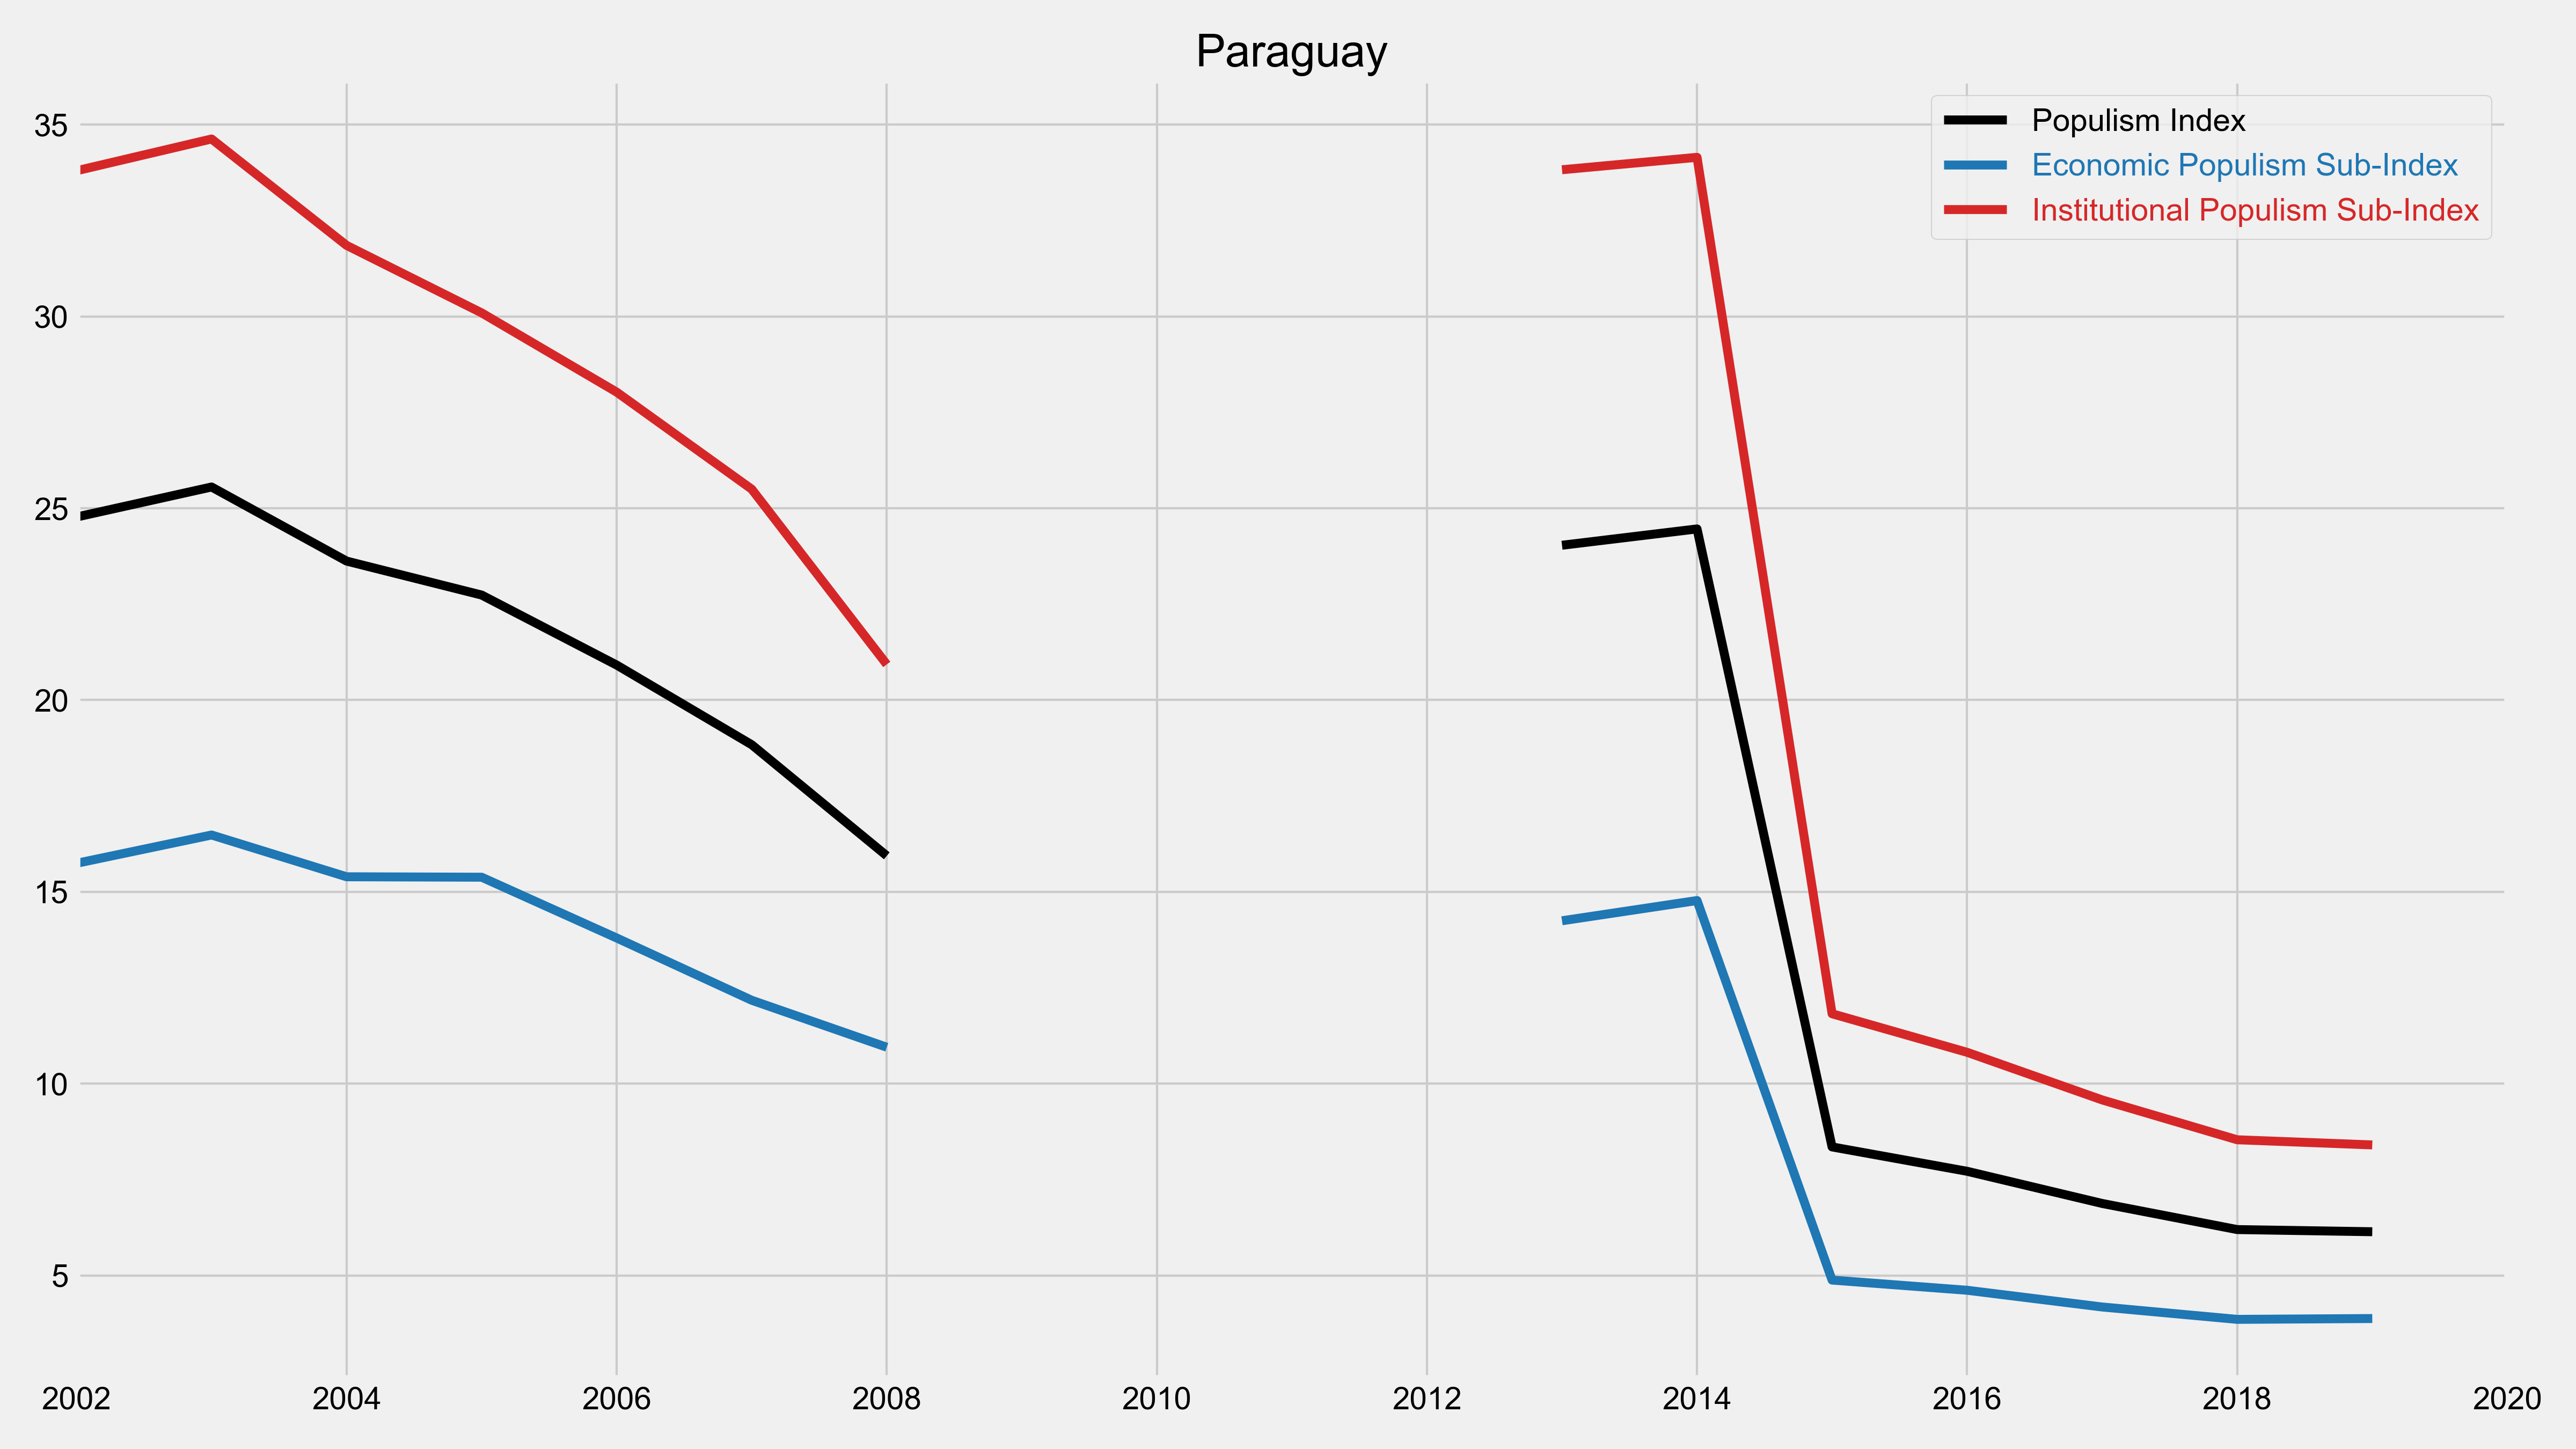 Paraguay
Populism Index
Economic Populism Sub-Index
Institutional Populism Sub-Index
35
30
25
20
15
10
5
2002 2004 2006 2008 2010 2012 2014 2016 2018 2020